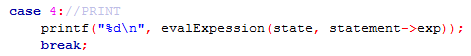 case 4://PRINT
printf("%d\n", evalExpession(state, statement->exp));
break;